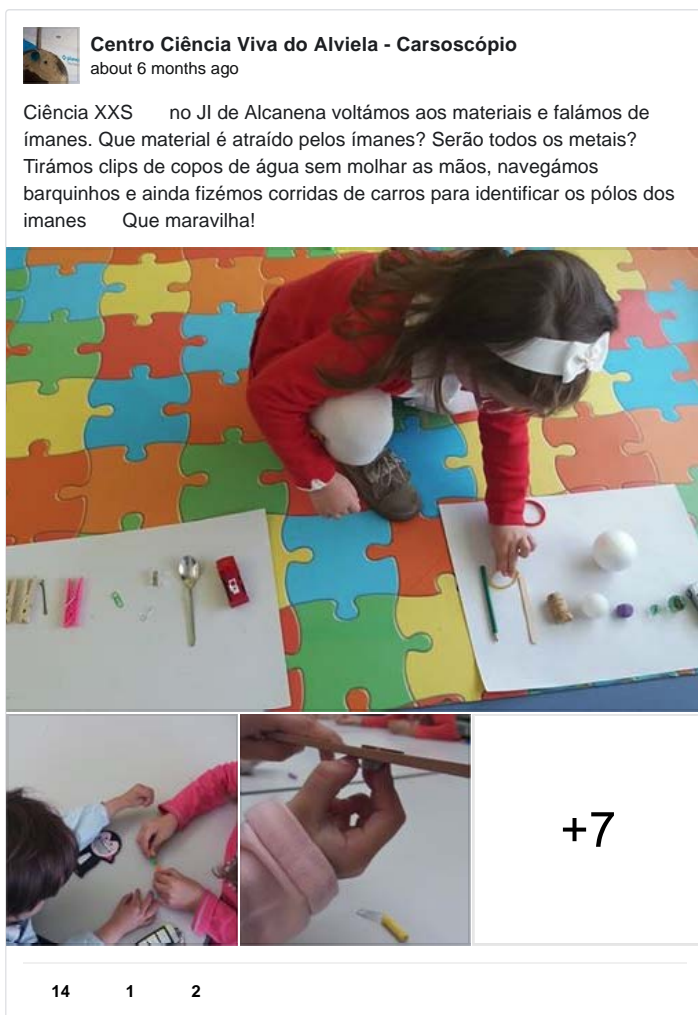 Centro Ciência Viva do Alviela - Carsoscópio
about 6 months ago
Ciência XXS no JI de Alcanena voltámos aos materiais e falámos de
ímanes. Que material é atraído pelos ímanes? Serão todos os metais?
Tirámos clips de copos de água sem molhar as mãos, navegámos
barquinhos e ainda fizémos corridas de carros para identificar os pólos dos
imanes Que maravilha!
+7
14 1 2